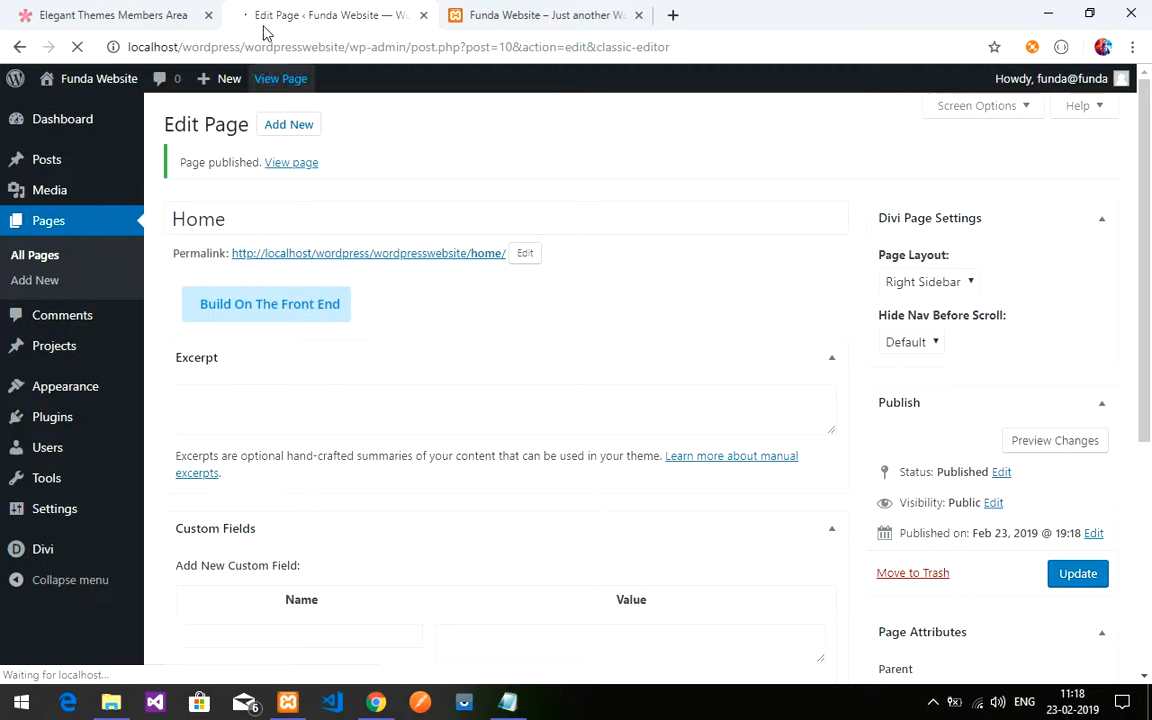 Elegant Themes Members Area
Edit Page ‹ Funda Website — Wo
Funda Website – Just another Wo
localhost/wordpress/wordpresswebsite/wp-admin/post.php?post=10&action=edit&classic-editor
Funda Website
0
New
View Page
Howdy, funda@funda
Dashboard
Posts
Media
Pages
All Pages
Add New
Comments
Projects
Appearance
Plugins
Users
Tools
Settings
Divi
Collapse menu
Screen Options
Help
Edit Page
Add New
Page published. View page
Home
Permalink: http://localhost/wordpress/wordpresswebsite/home/
Edit
Build On The Front End
Excerpt
Excerpts are optional hand-crafted summaries of your content that can be used in your theme. Learn more about manual
excerpts.
Custom Fields
Add New Custom Field:
Name
Value
Divi Page Settings
Page Layout:
Right Sidebar
Hide Nav Before Scroll:
Default
Publish
Preview Changes
Status: Published Edit
Visibility: Public Edit
Published on: Feb 23, 2019 @ 19:18 Edit
Move to Trash
Update
Page Attributes
Parent
Waiting for localhost...
6
ENG
11:18
23-02-2019